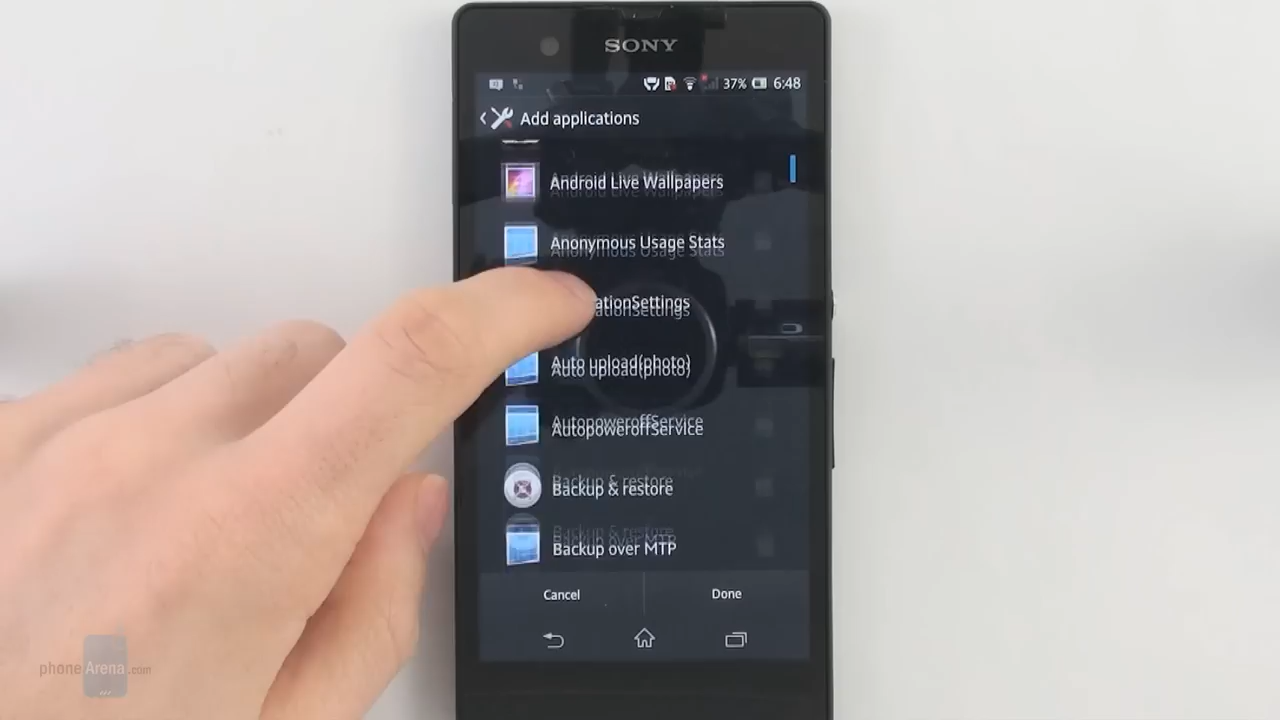 SONY
37% 6:48
Add applications
Android Live Wallpapers
Anonymous Usage Stats
ationSettings
Auto upload(photo)
AutopoweroffService
Backup & restore
Backup over MTP
Cancel Done
phoneArena.com